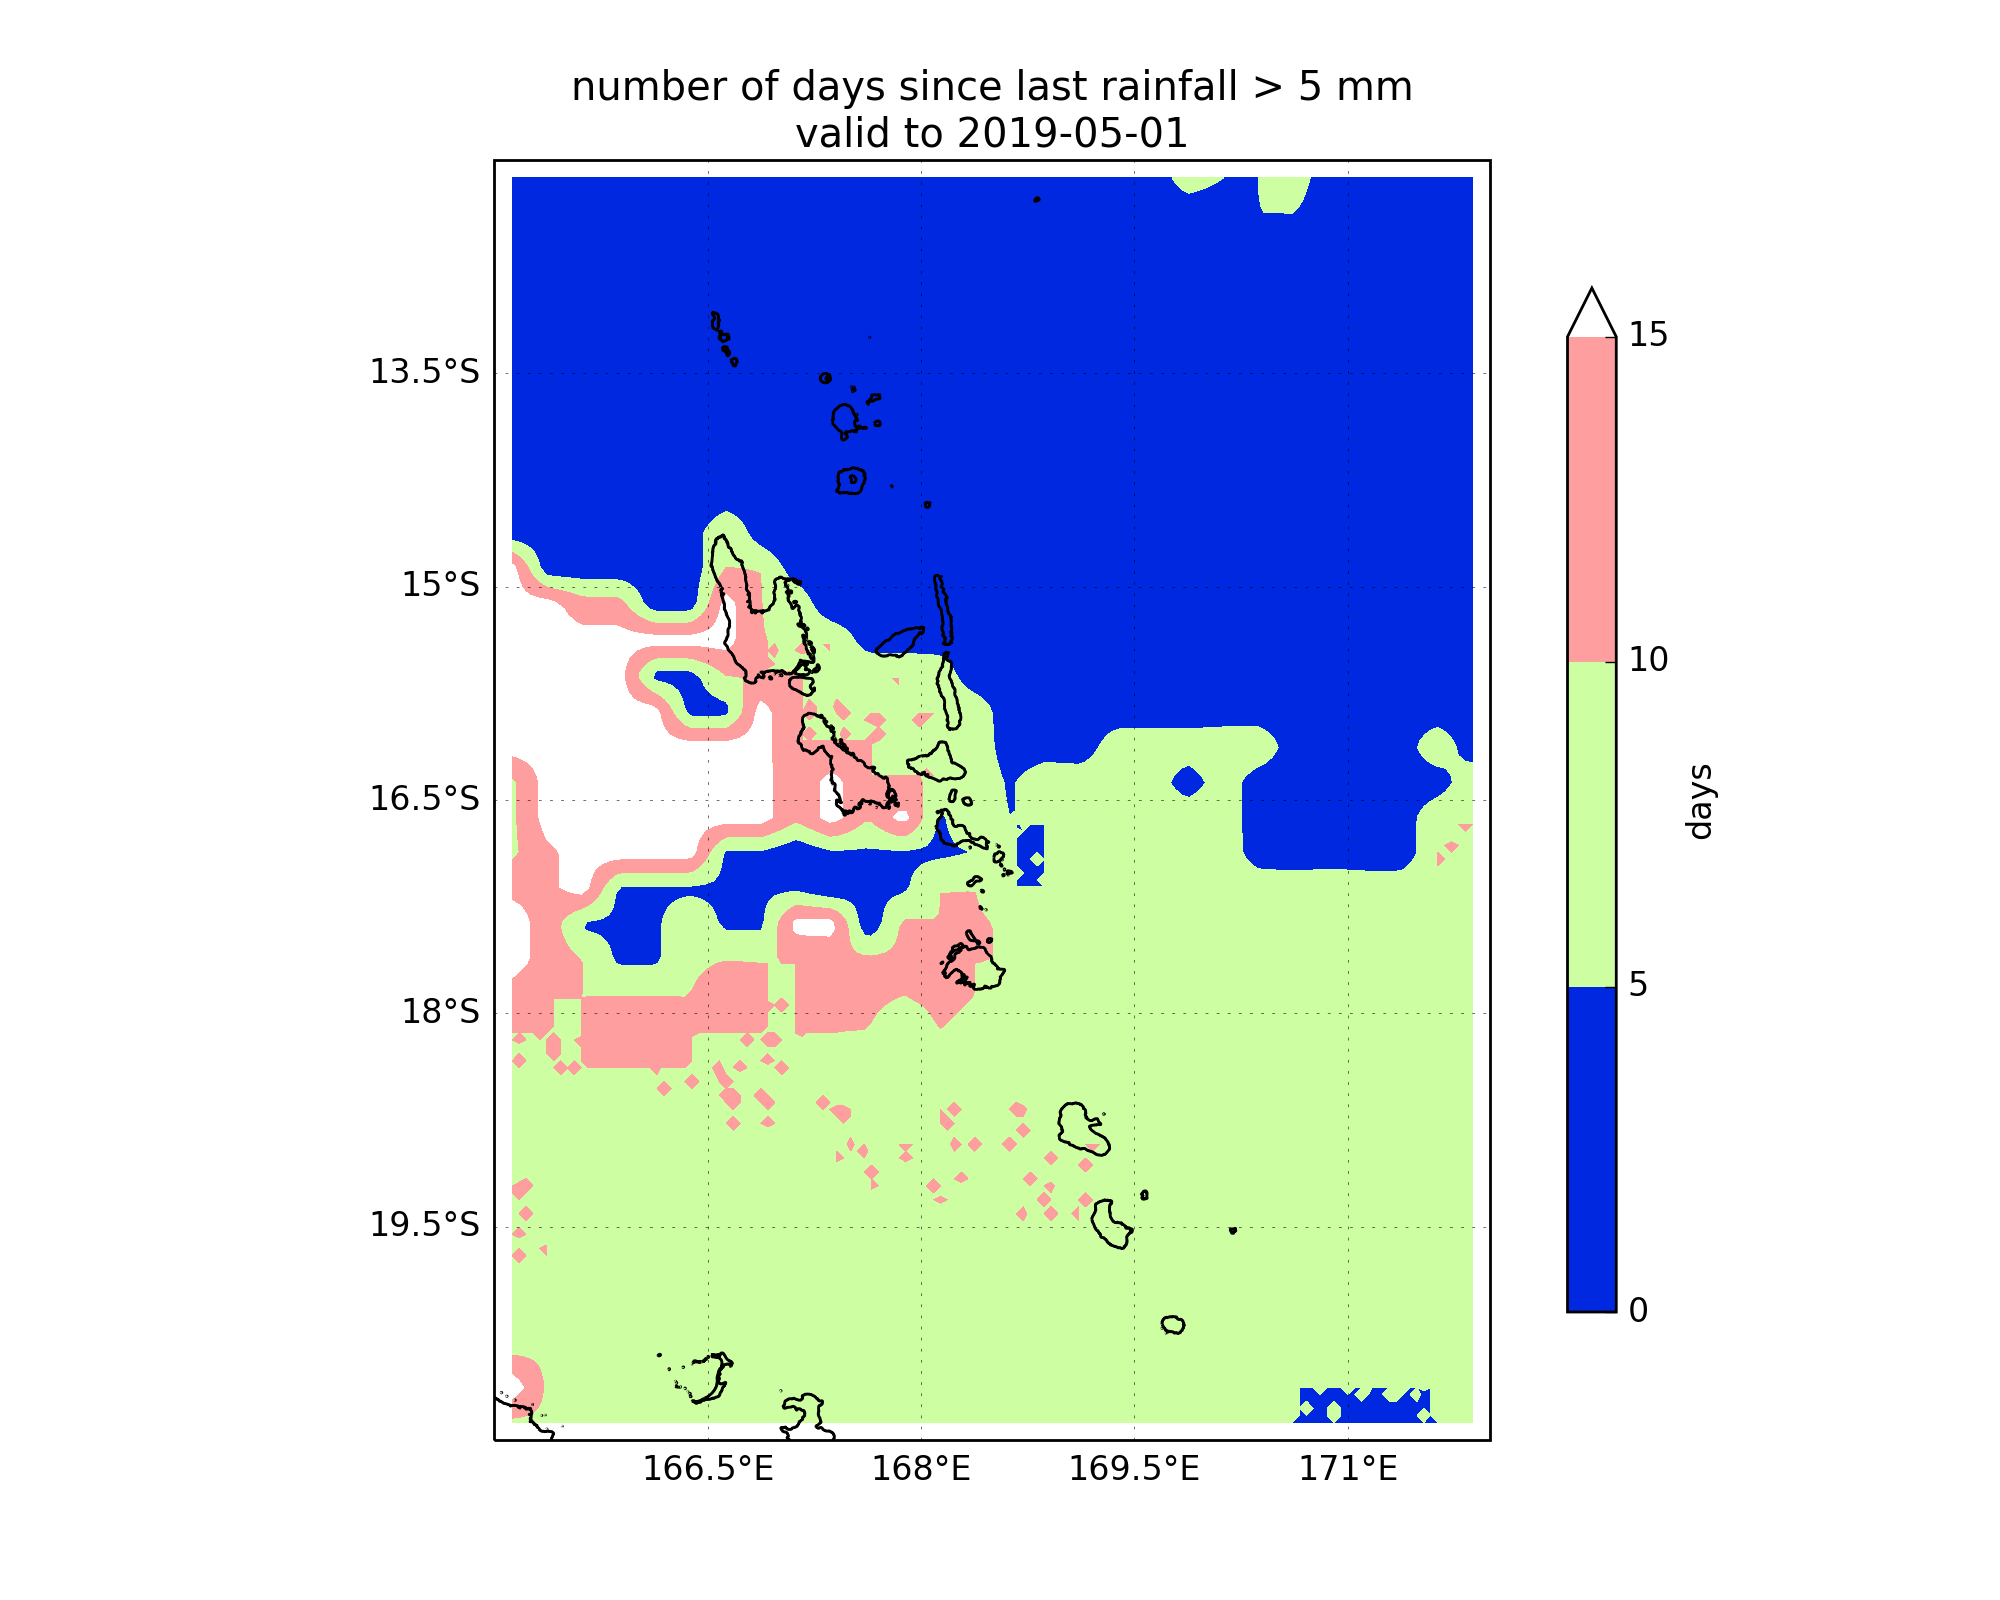 number of days since last rainfall > 5 mm
valid to 2019-05-01
13.5°S
15°S
16.5°S
18°S
19.5°S
166.5°E
168°E
169.5°E
171°E
15
10
5
0
days